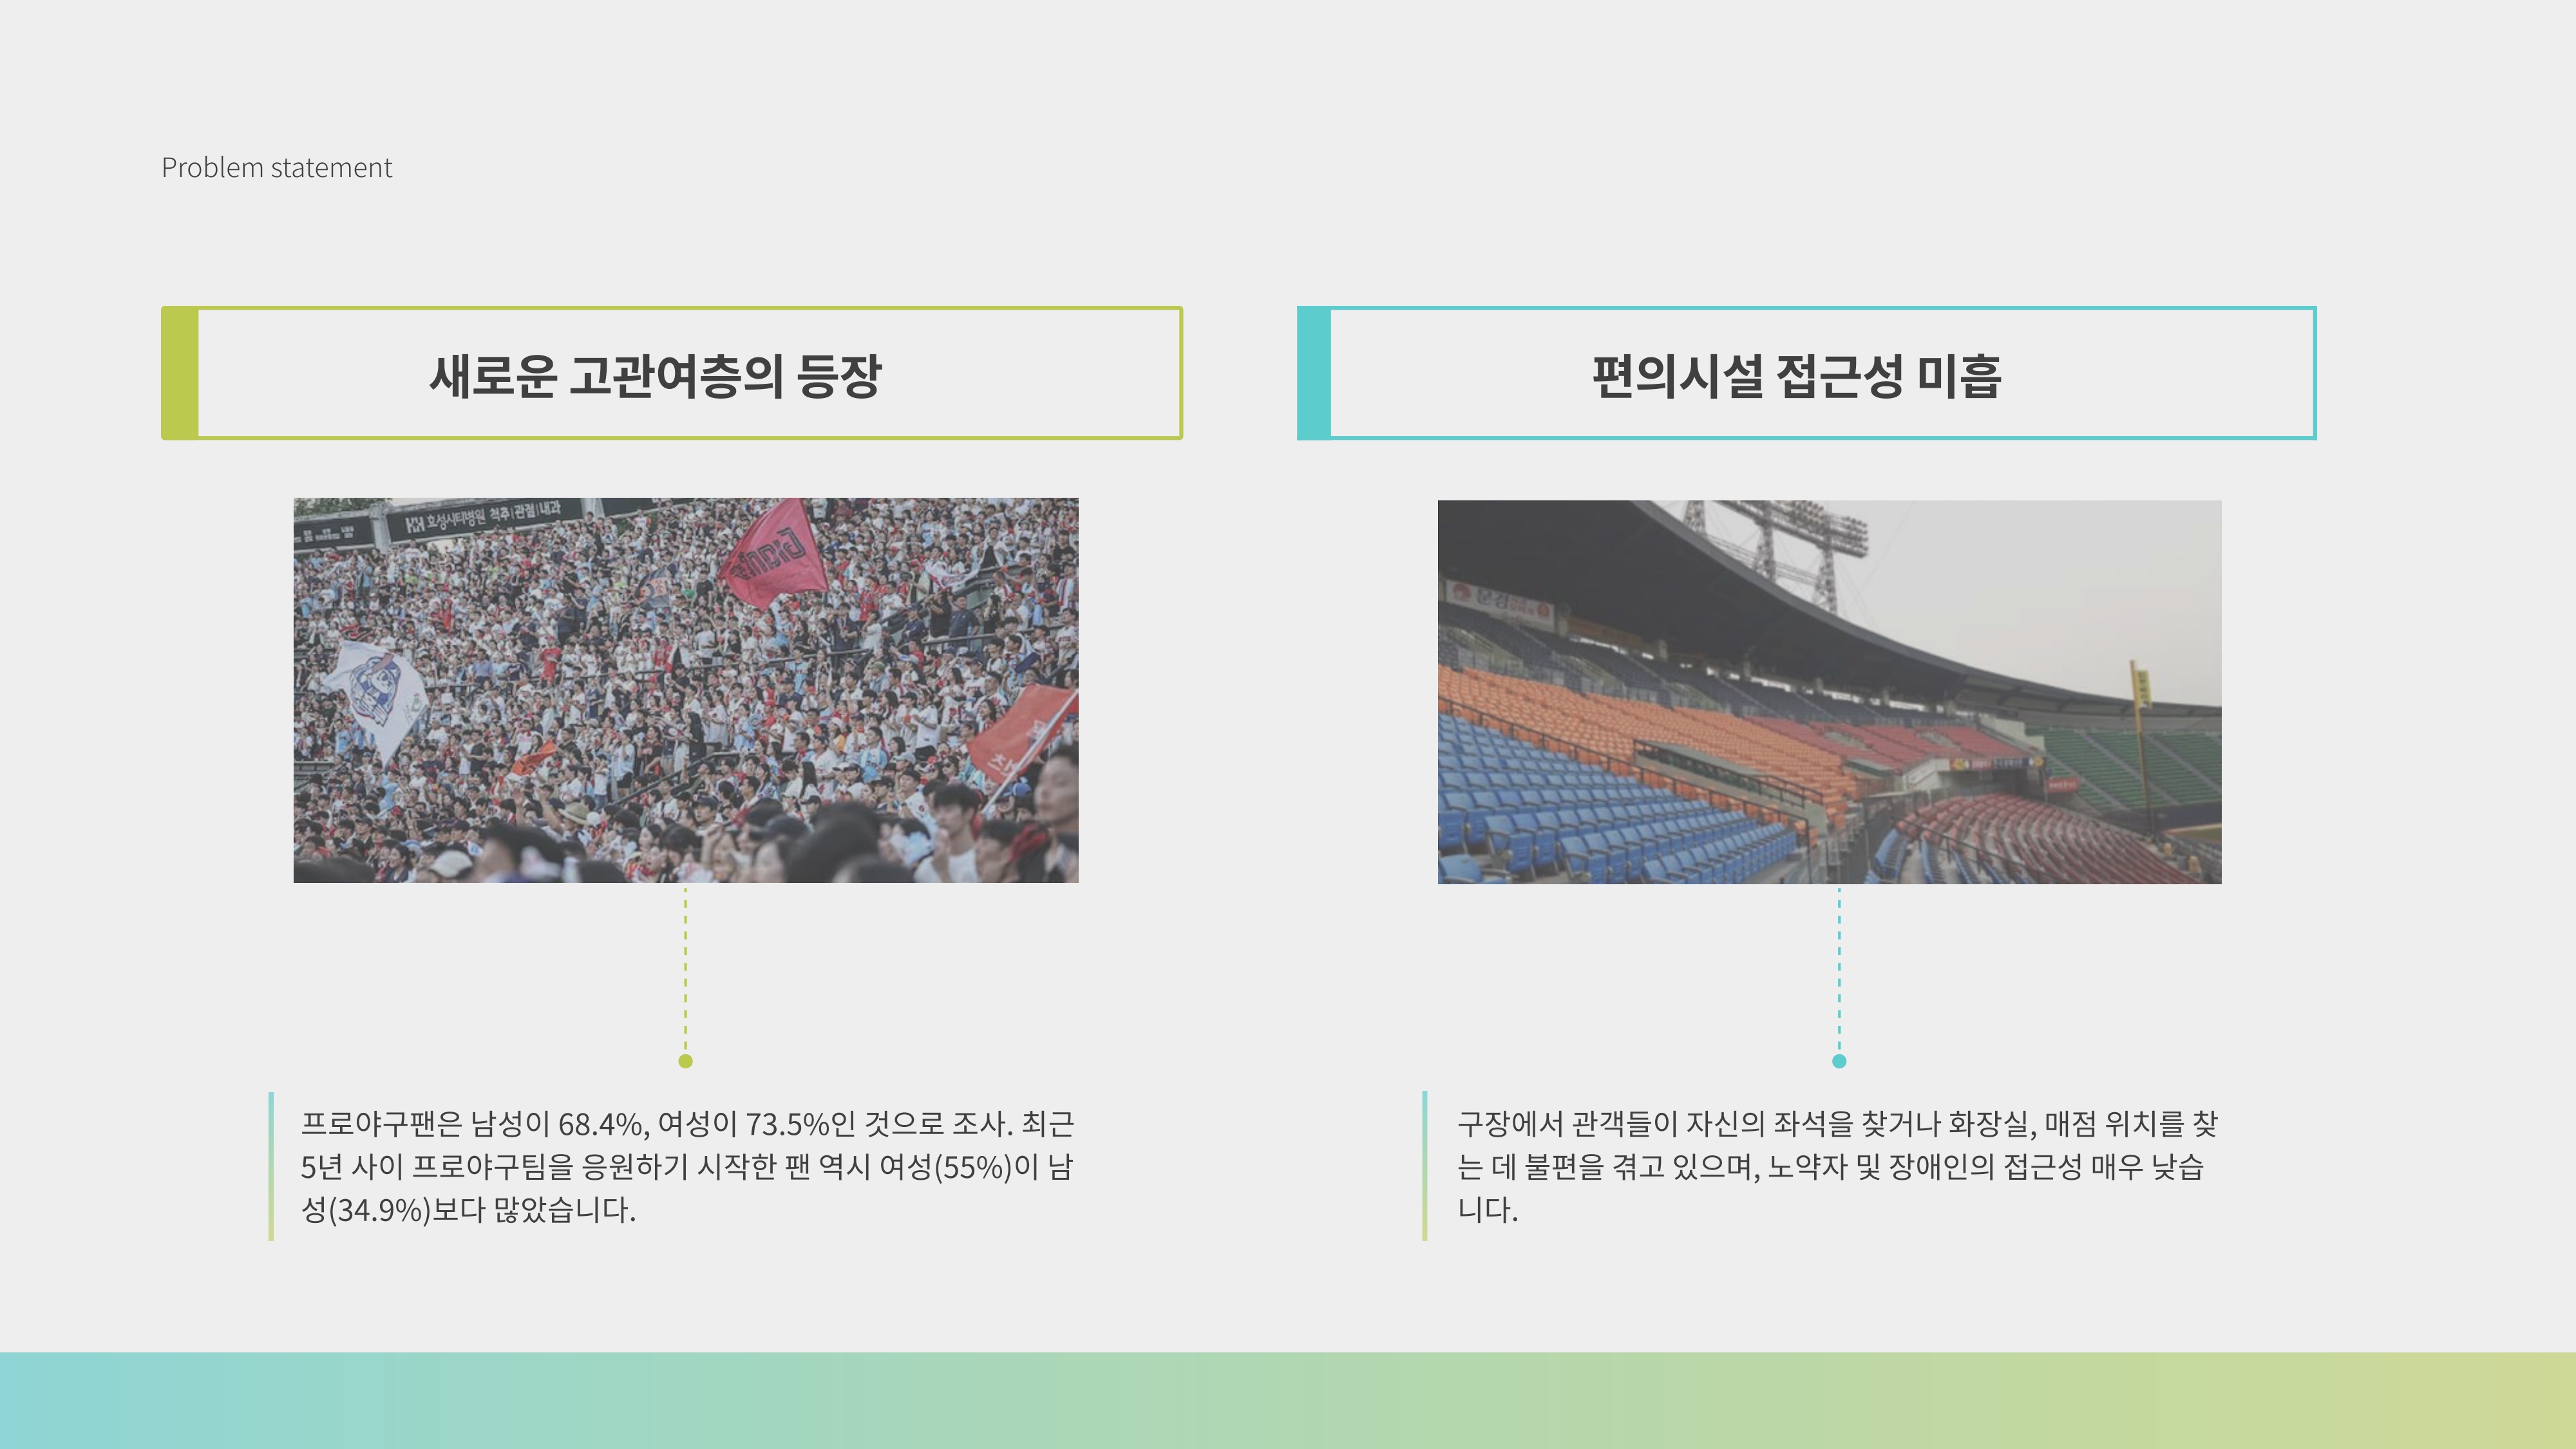 Problem statement
새로운 고관여층의 등장
편의시설 접근성 미흡
HH 효성시티병원 척추|관절|내과
Giants
프로야구팬은 남성이 68.4%, 여성이 73.5%인 것으로 조사. 최근
5년 사이 프로야구팀을 응원하기 시작한 팬 역시 여성(55%)이 남
성(34.9%)보다 많았습니다.
구장에서 관객들이 자신의 좌석을 찾거나 화장실, 매점 위치를 찾
는 데 불편을 겪고 있으며, 노약자 및 장애인의 접근성 매우 낮습
니다.